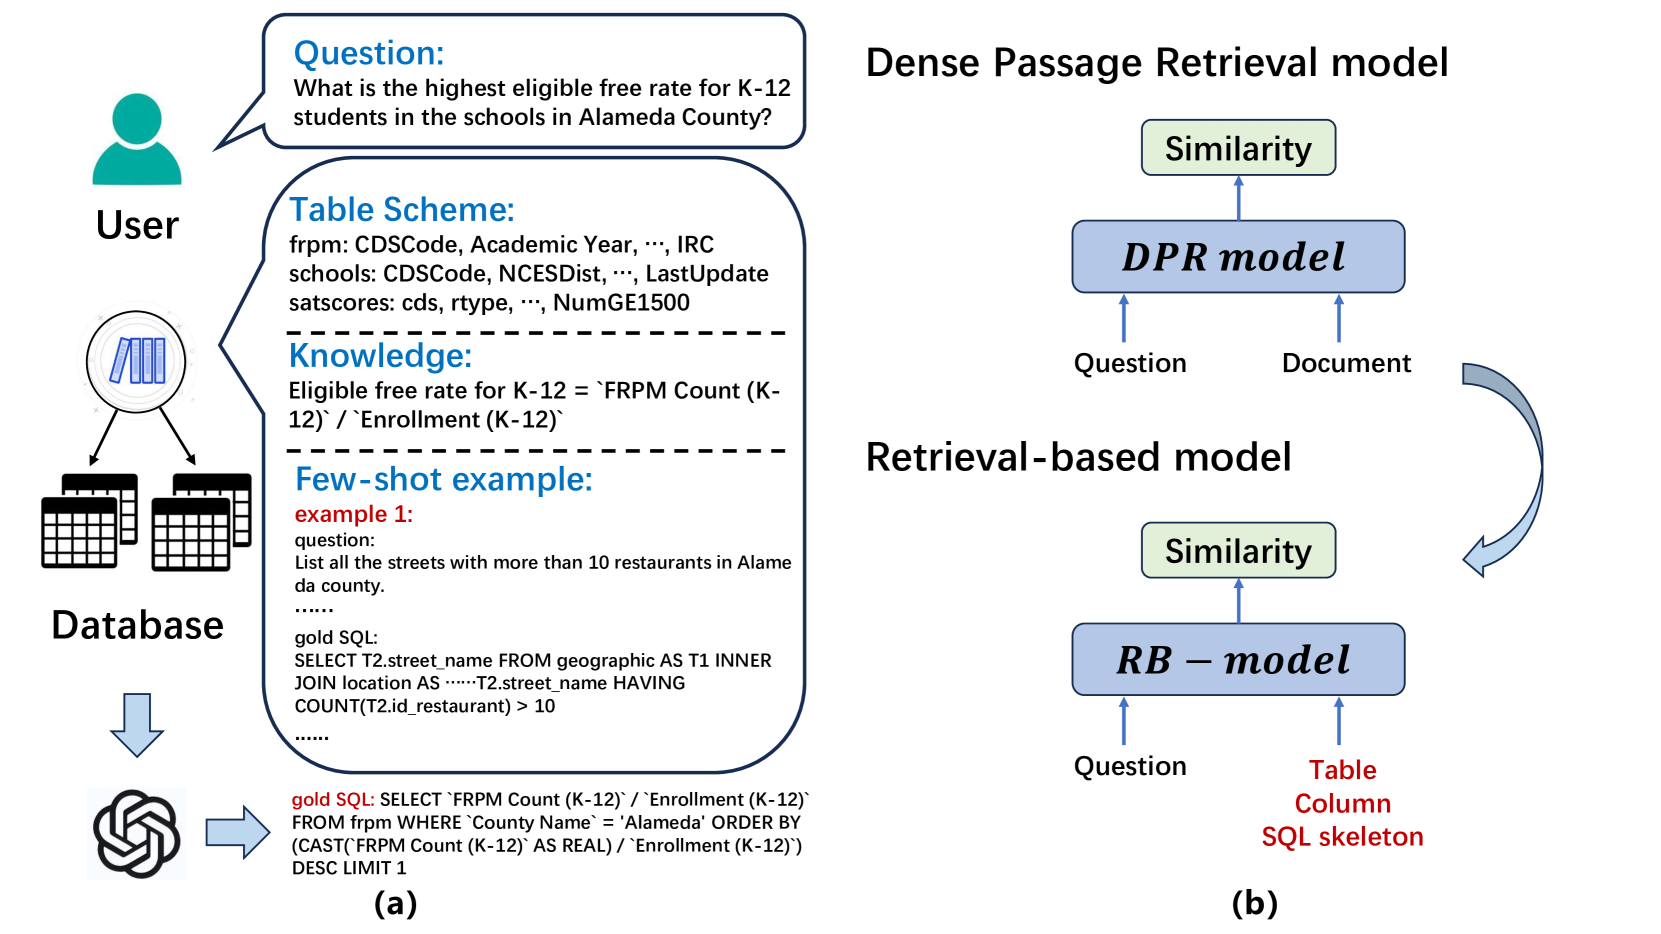 Question:
What is the highest eligible free rate for K-12
students in the schools in Alameda County?
User
Table Scheme:
frpm: CDSCode, Academic Year, ···, IRC
schools: CDSCode, NCESDist, ···, LastUpdate
satscores: cds, rtype, ···, NumGE1500
Knowledge:
Eligible free rate for K-12 = `FRPM Count (K-
12)` / `Enrollment (K-12)`
Few-shot example:
example 1:
question:
List all the streets with more than 10 restaurants in Alame
da county.
······
gold SQL:
SELECT T2.street_name FROM geographic AS T1 INNER
JOIN location AS ······T2.street_name HAVING
COUNT(T2.id_restaurant) > 10
......
Database
gold SQL: SELECT `FRPM Count (K-12)` / `Enrollment (K-12)`
FROM frpm WHERE `County Name` = 'Alameda' ORDER BY
(CAST(`FRPM Count (K-12)` AS REAL) / `Enrollment (K-12)`)
DESC LIMIT 1
(a)
Dense Passage Retrieval model
Similarity
DPR model
Question
Document
Retrieval-based model
Similarity
RB − model
Question
Table
Column
SQL skeleton
(b)